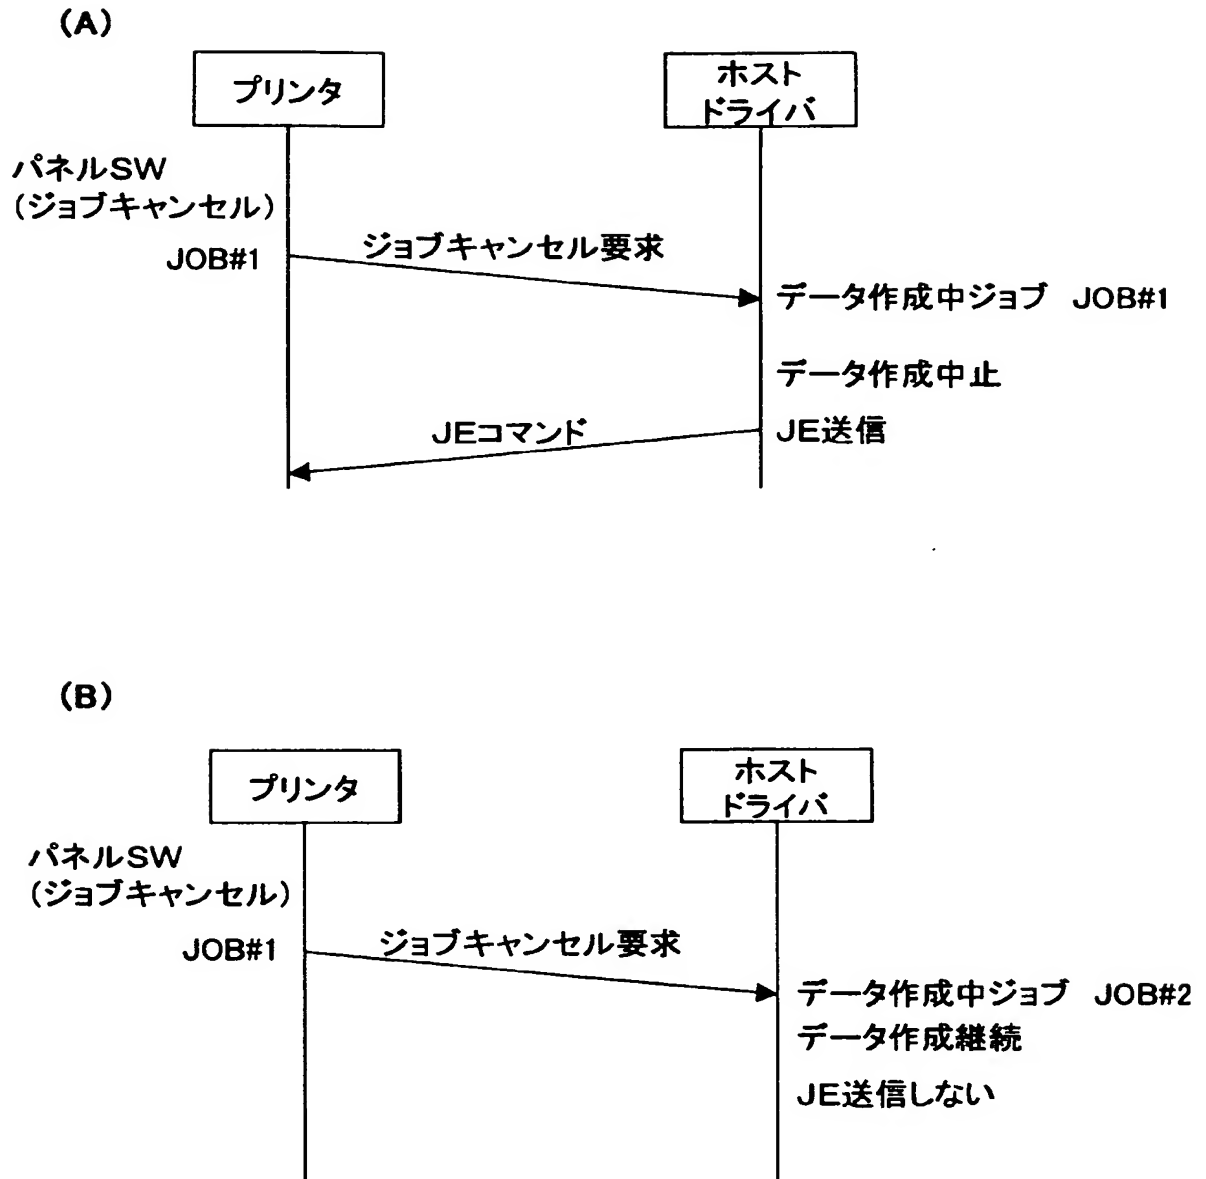 (A)
プリンタ
ホスト
ドライバ
パネルSW
(ジョブキャンセル)
JOB#1
ジョブキャンセル要求
データ作成中ジョブ JOB#1
データ作成中止
JEコマンド
JE送信
(B)
プリンタ
ホスト
ドライバ
パネルSW
(ジョブキャンセル)
JOB#1
ジョブキャンセル要求
データ作成中ジョブ JOB#2
データ作成継続
JE送信しない